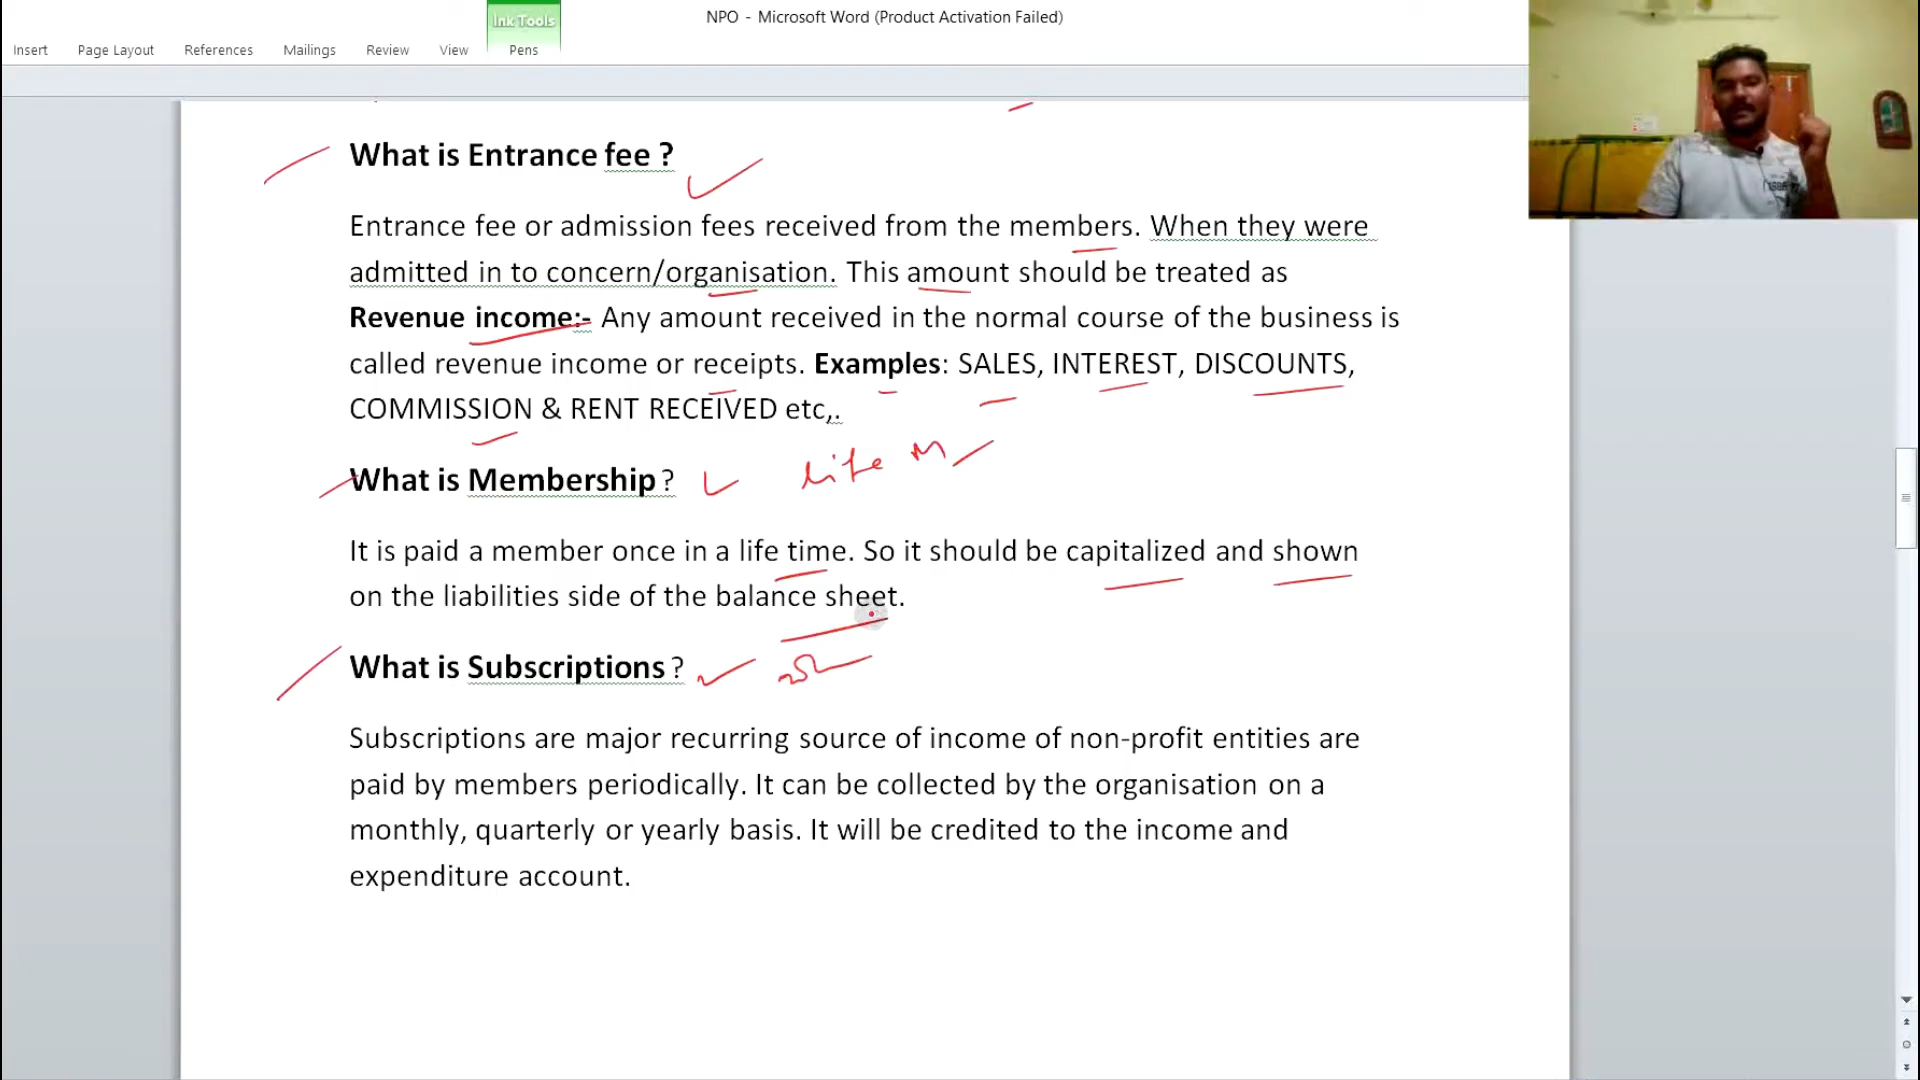 Ink Tools
NPO - Microsoft Word (Product Activation Failed)
Insert Page Layout References Mailings Review View Pens
What is Entrance fee ?
Entrance fee or admission fees received from the members. When they were
admitted in to concern/organisation. This amount should be treated as
Revenue income:- Any amount received in the normal course of the business is
called revenue income or receipts. Examples: SALES, INTEREST, DISCOUNTS,
COMMISSION & RENT RECEIVED etc,.
life M
What is Membership?
It is paid a member once in a life time. So it should be capitalized and shown
on the liabilities side of the balance sheet.
What is Subscriptions?
Subscriptions are major recurring source of income of non-profit entities are
paid by members periodically. It can be collected by the organisation on a
monthly, quarterly or yearly basis. It will be credited to the income and
expenditure account.